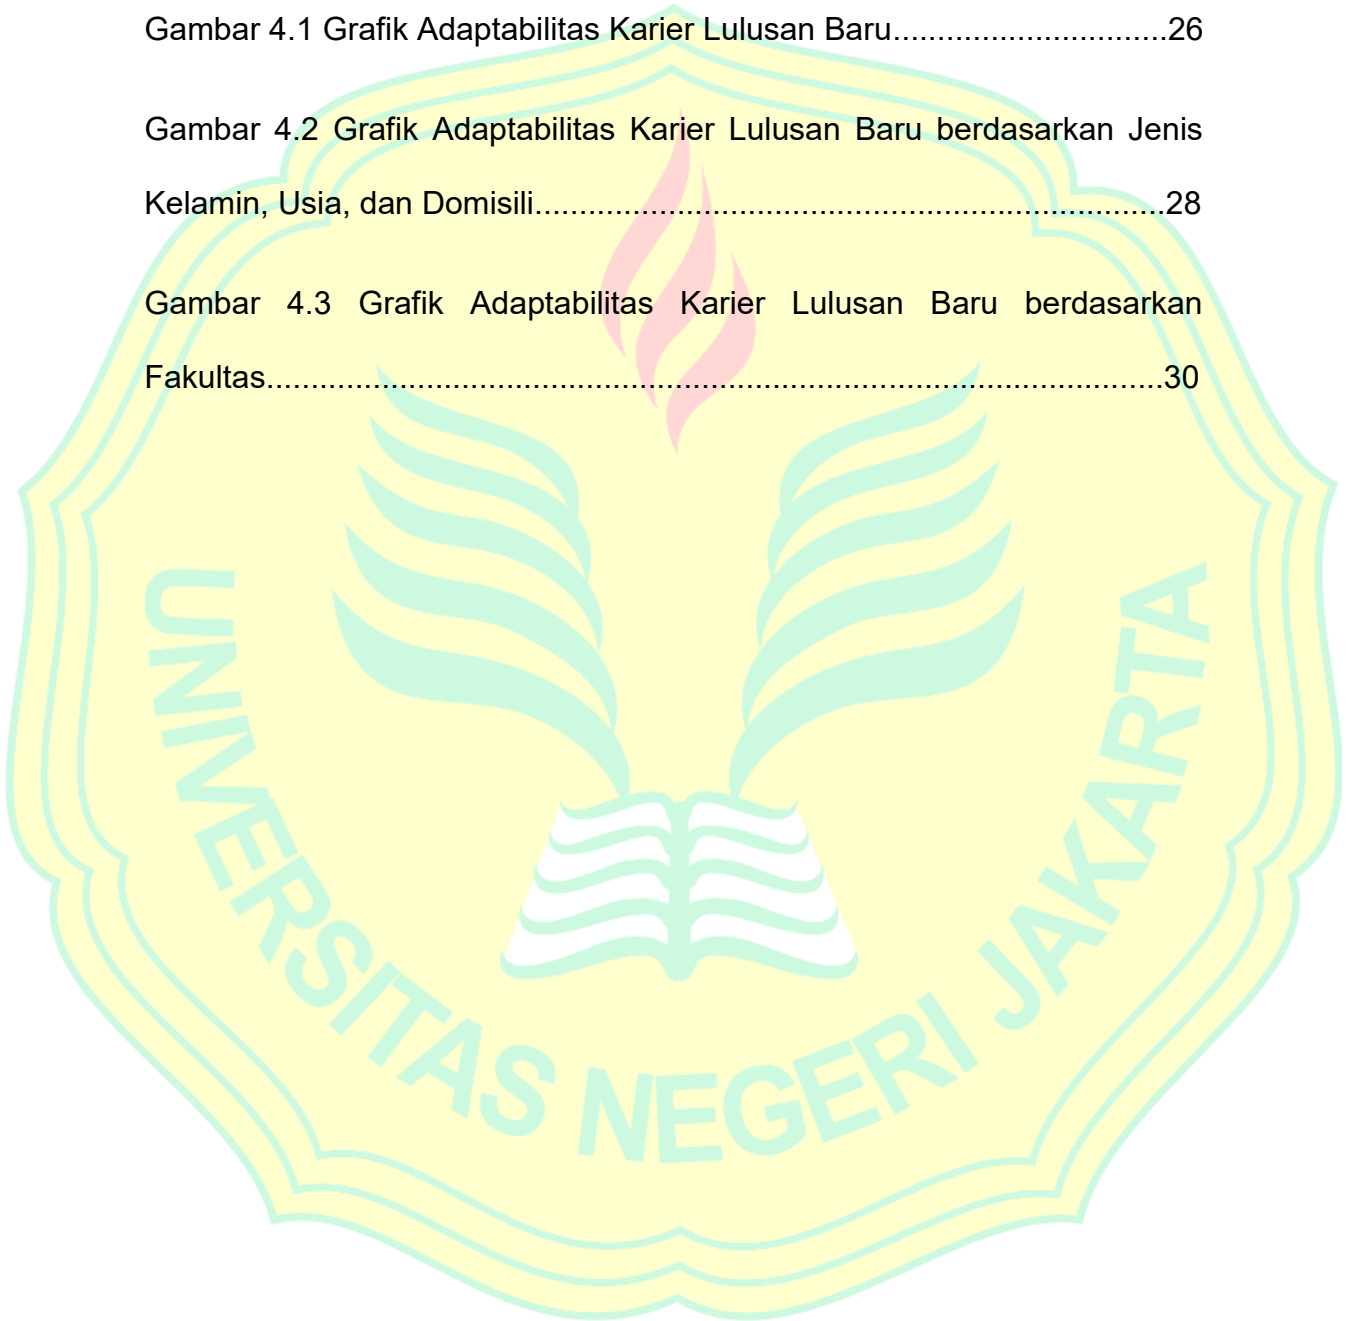 Gambar 4.1 Grafik Adaptabilitas Karier Lulusan Baru...............................26
Gambar 4.2 Grafik Adaptabilitas Karier Lulusan Baru berdasarkan Jenis
Kelamin, Usia, dan Domisili.......................................................................28
Gambar 4.3 Grafik Adaptabilitas Karier Lulusan Baru berdasarkan
Fakultas.....................................................................................................30
UNIVERSITAS NEGERI JAKARTA